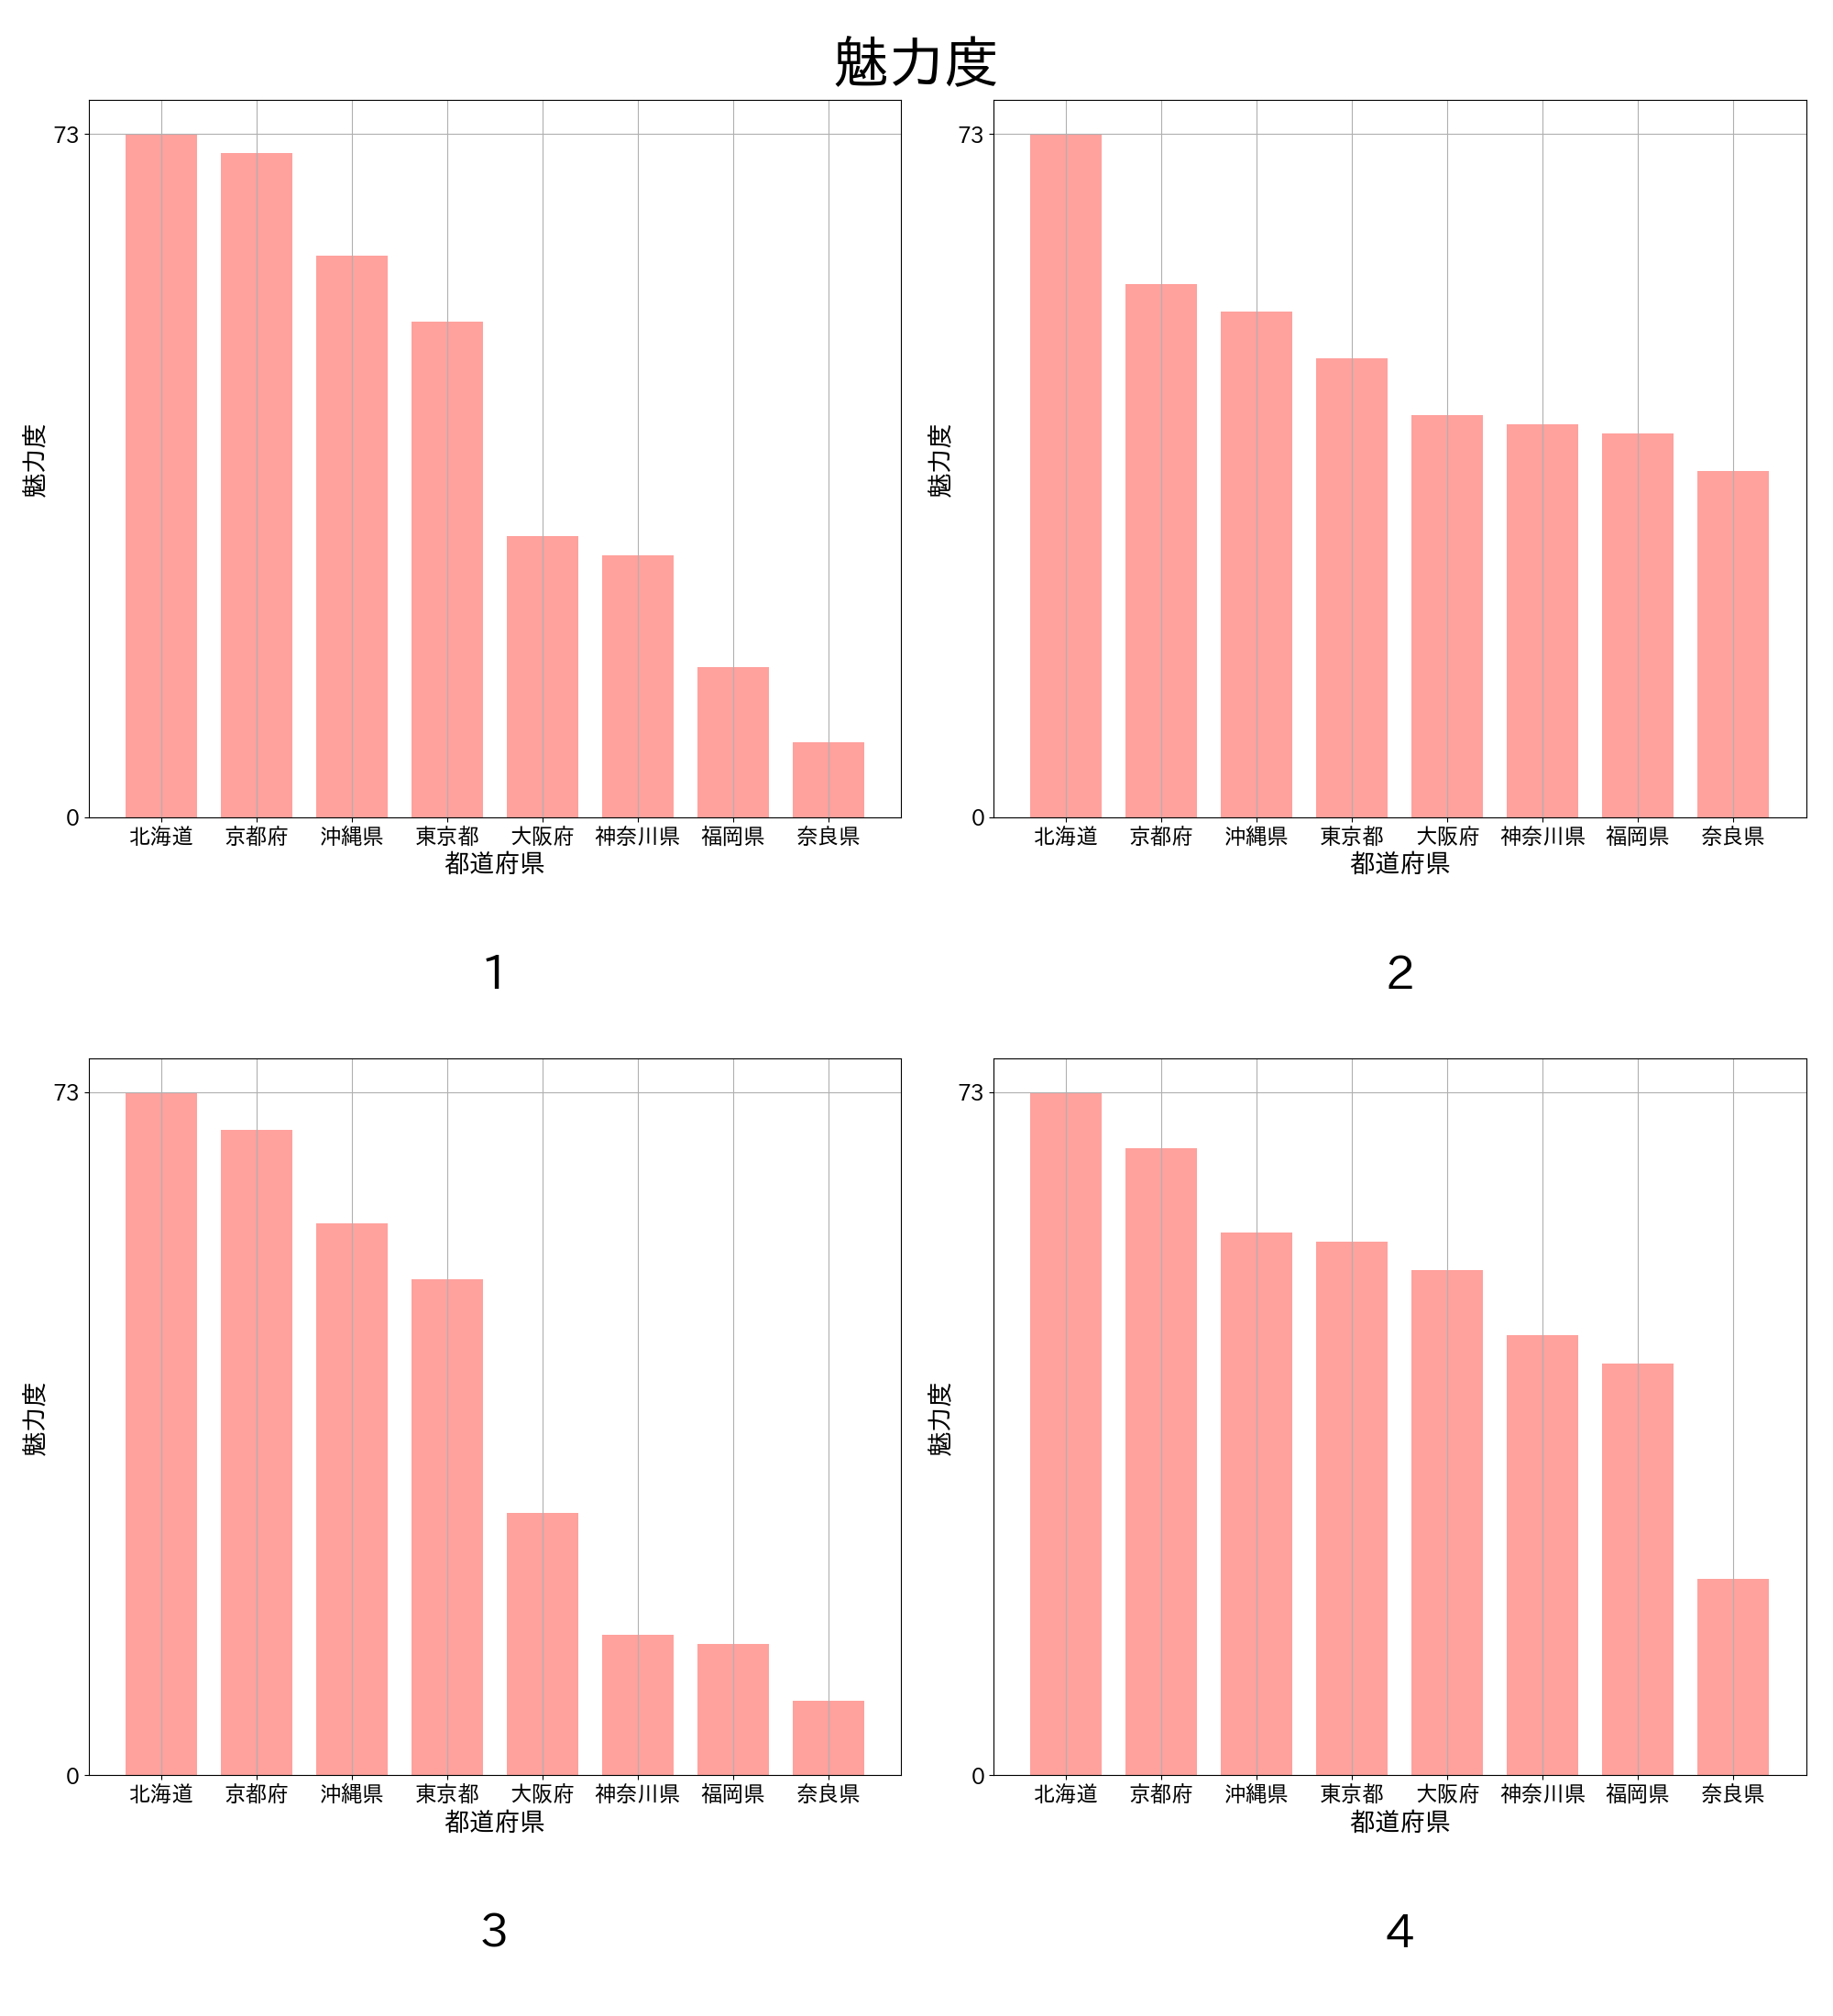 魅力度
73
0
魅力度
北海道 京都府 沖縄県 東京都 大阪府 神奈川県 福岡県 奈良県
都道府県
1
73
0
魅力度
北海道 京都府 沖縄県 東京都 大阪府 神奈川県 福岡県 奈良県
都道府県
2
73
0
魅力度
北海道 京都府 沖縄県 東京都 大阪府 神奈川県 福岡県 奈良県
都道府県
3
73
0
魅力度
北海道 京都府 沖縄県 東京都 大阪府 神奈川県 福岡県 奈良県
都道府県
4